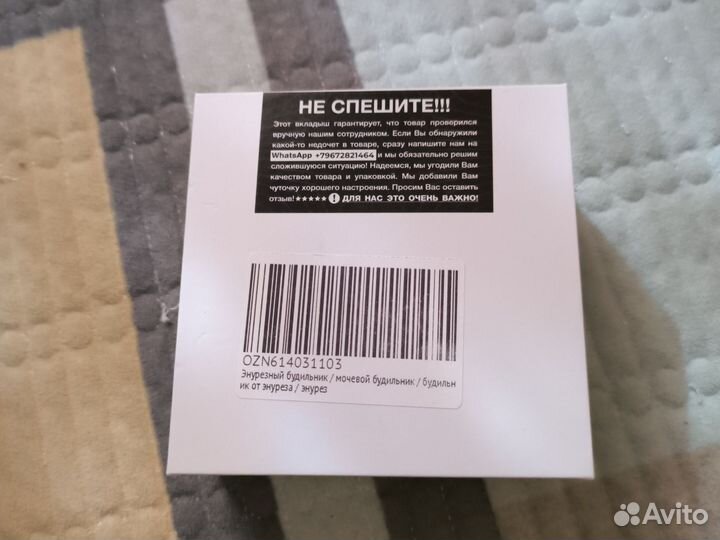 НЕ СПЕШИТЕ!!!
Этот вкладыш гарантирует, что товар проверился
вручную нашим сотрудником. Если Вы обнаружили
какой-то недочет в товаре, сразу напишите нам на
WhatsApp +79672821464 и мы обязательно решим
сложившуюся ситуацию! Надеемся, мы угодили Вам
качеством товара и упаковкой. Мы добавили Вам
чуточку хорошего настроения. Просим Вас оставить
отзыв!★★★★★ ! ДЛЯ НАС ЭТО ОЧЕНЬ ВАЖНО!
OZN614031103
Энурезный будильник / мочевой будильник / будильн
ик от энуреза / энурез
Avito